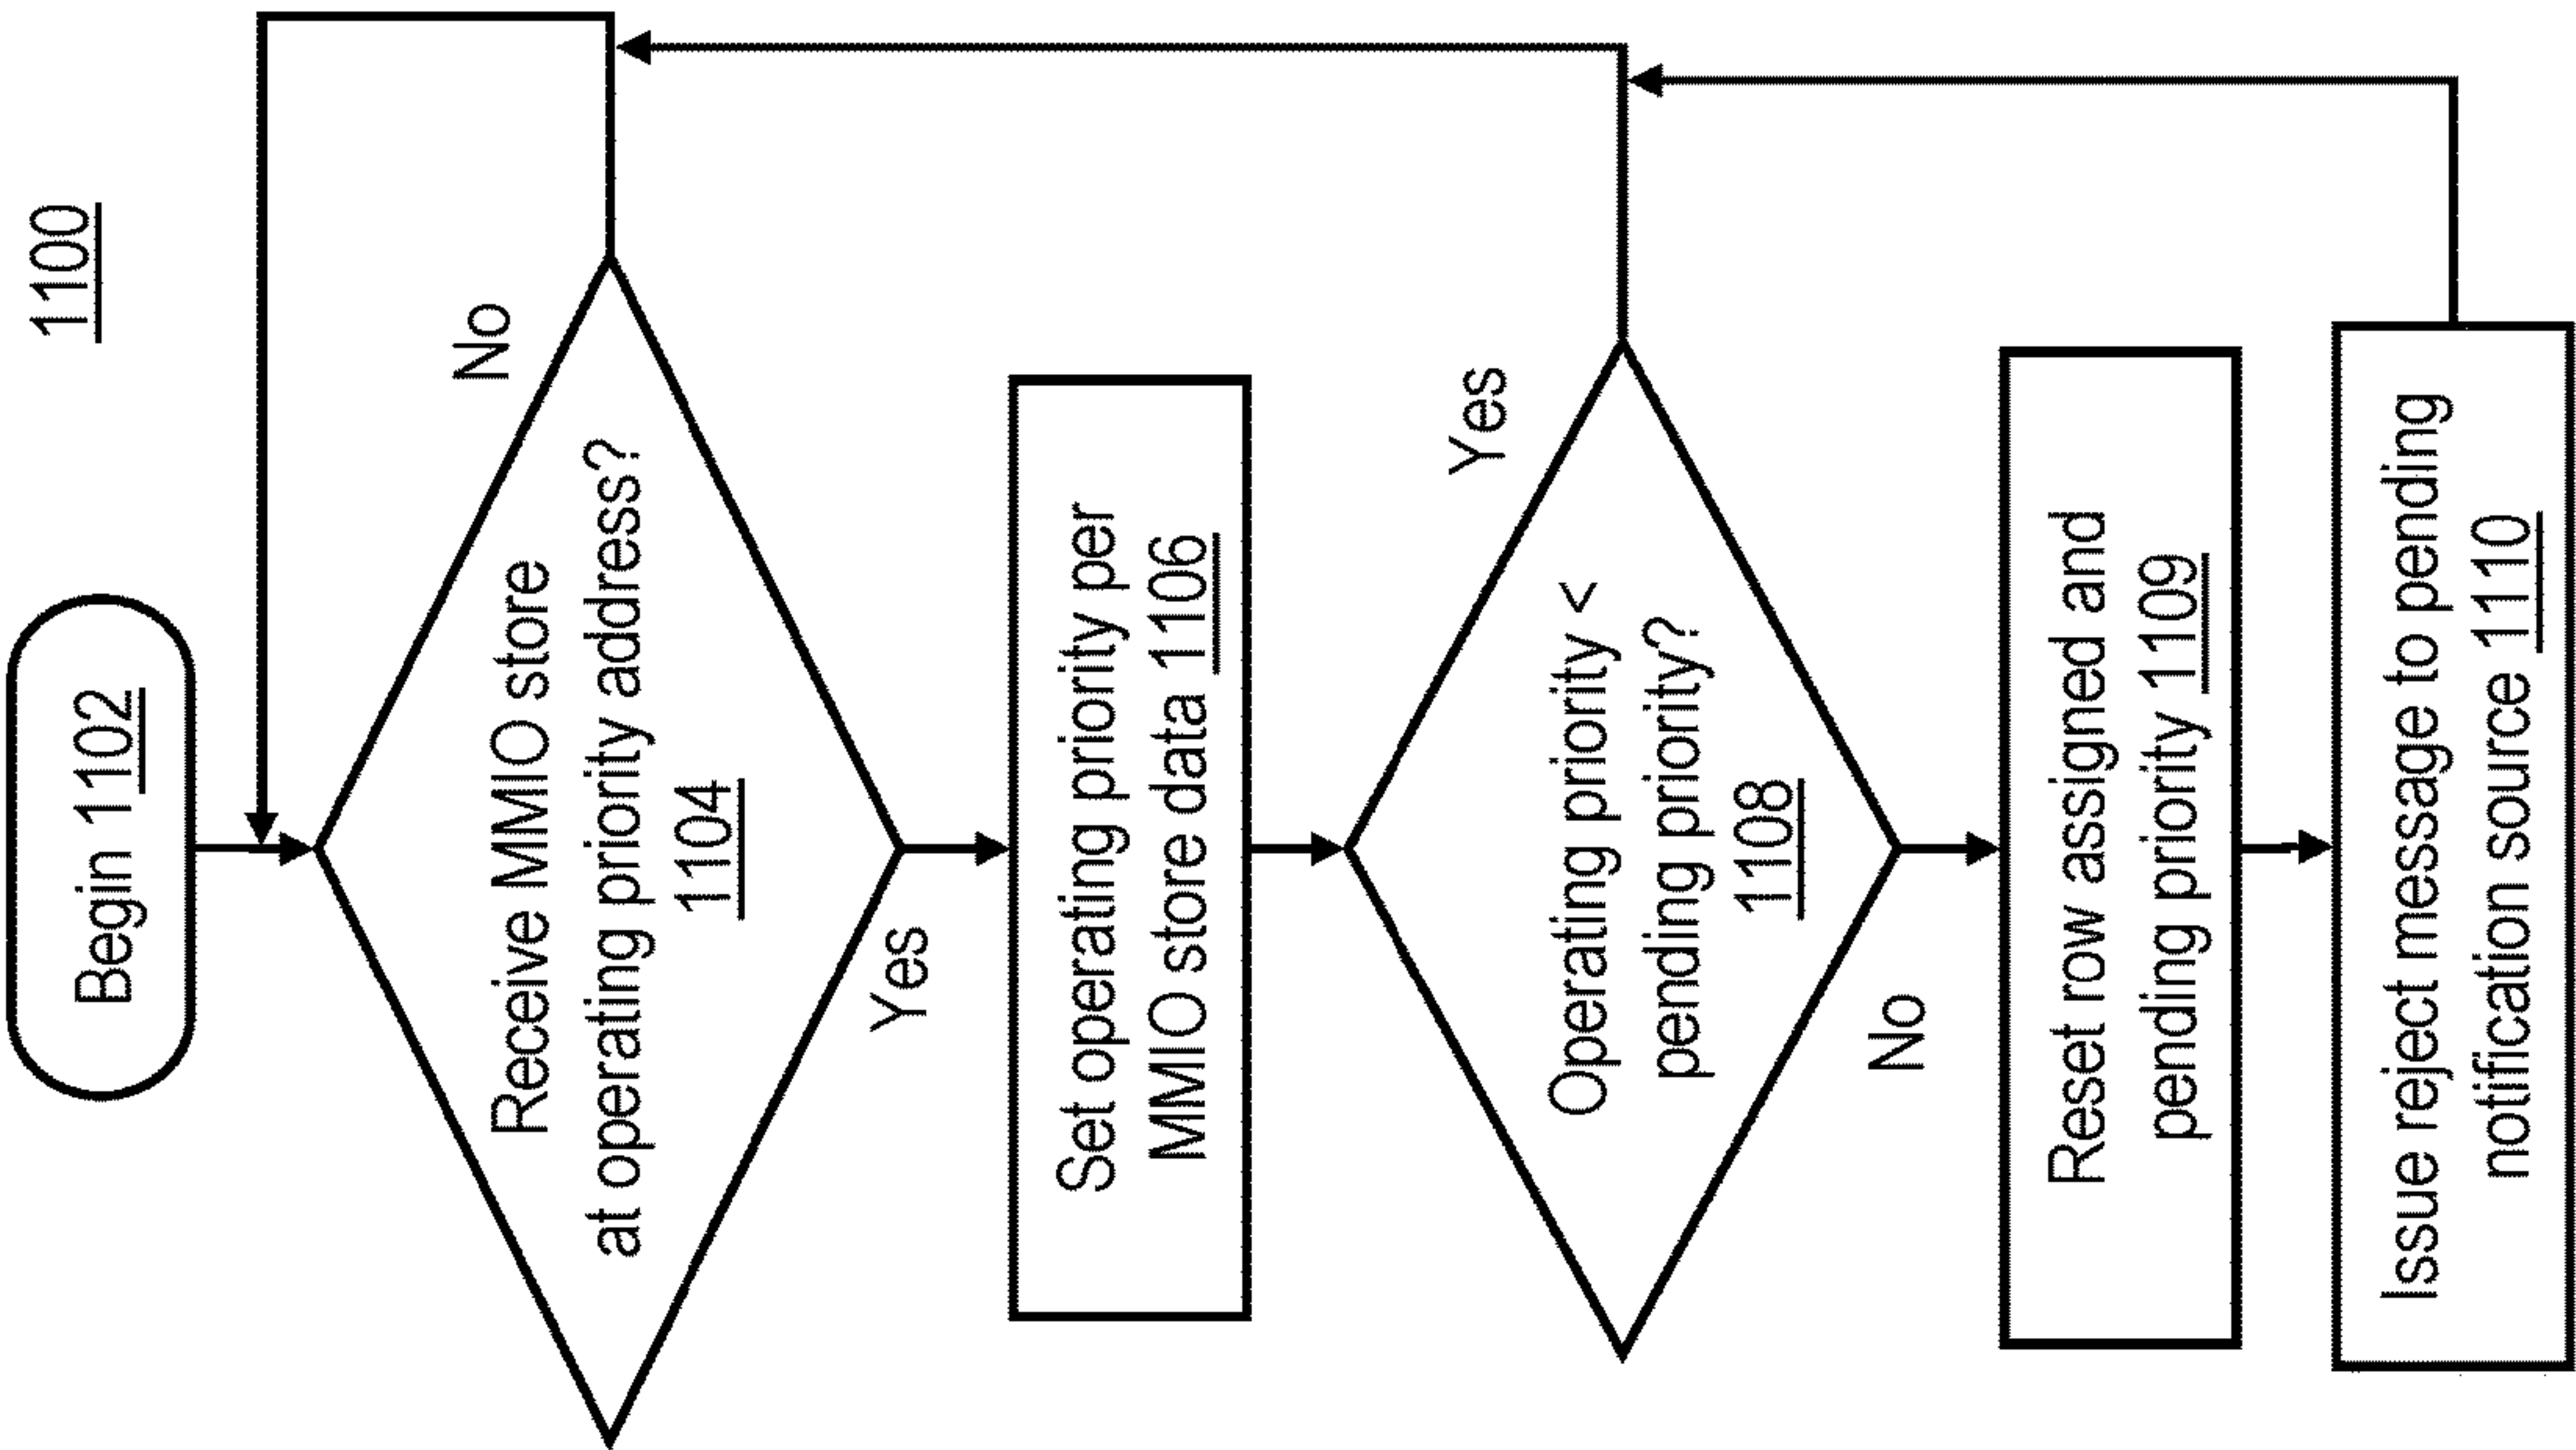 1100
Begin 1102
Receive MMIO store
at operating priority address?
1104
No
Yes
Set operating priority per
MMIO store data 1106
Operating priority <
pending priority?
1108
Yes
No
Reset row assigned and
pending priority 1109
Issue reject message to pending
notification source 1110